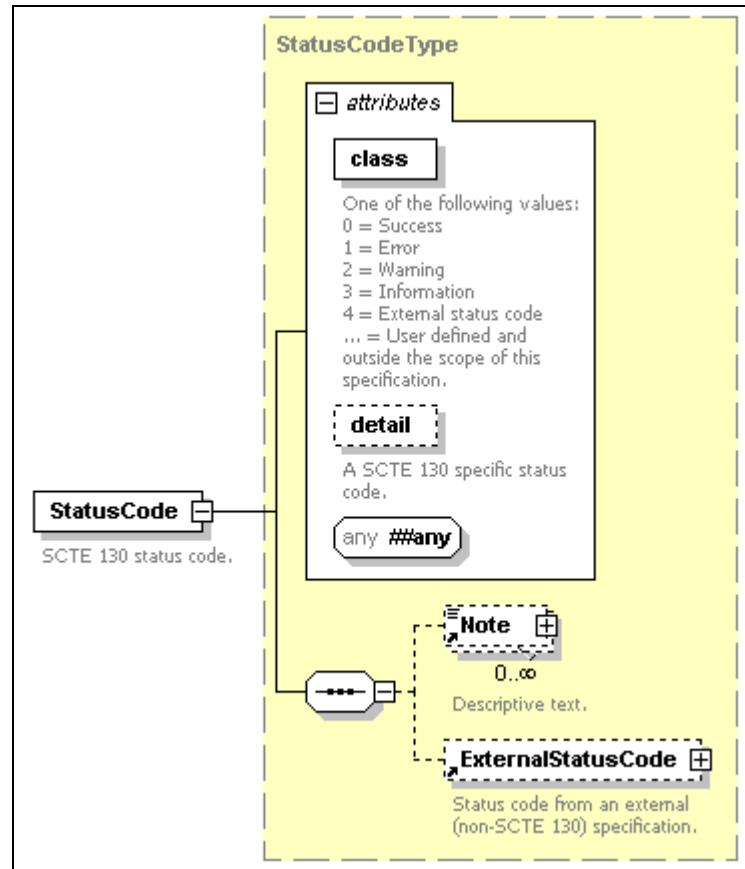 StatusCodeType
attributes
class
One of the following values:
0 = Success
1 = Error
2 = Warning
3 = Information
4 = External status code
... = User defined and
outside the scope of this
specification.
detail
A SCTE 130 specific status
code.
any ##any
StatusCode
SCTE 130 status code.
Note
0..∞
Descriptive text.
ExternalStatusCode
Status code from an external
(non-SCTE 130) specification.